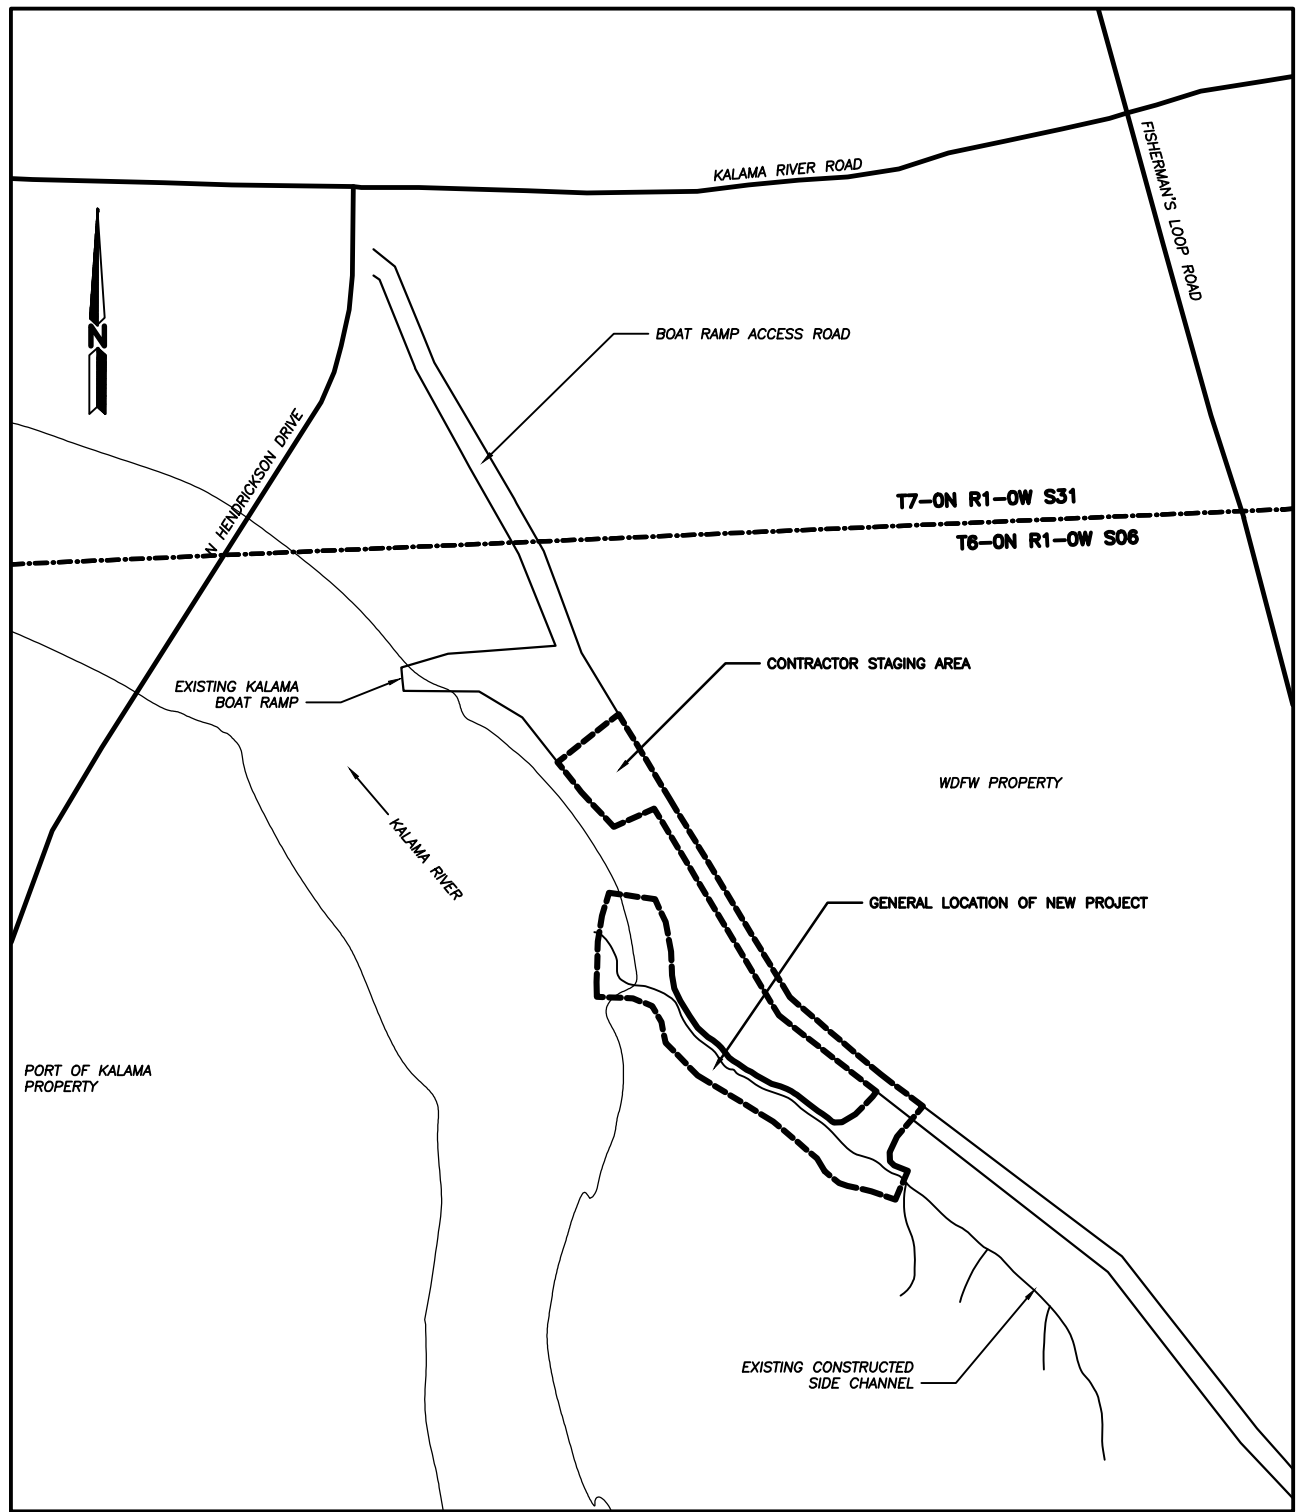 KALAMA RIVER ROAD
FISHERMAN'S LOOP ROAD
N
BOAT RAMP ACCESS ROAD
N HENDRICKSON DRIVE
T7-0N R1-0W S31
T6-0N R1-0W S06
CONTRACTOR STAGING AREA
EXISTING KALAMA
BOAT RAMP
WDFW PROPERTY
KALAMA RIVER
GENERAL LOCATION OF NEW PROJECT
PORT OF KALAMA
PROPERTY
EXISTING CONSTRUCTED
SIDE CHANNEL